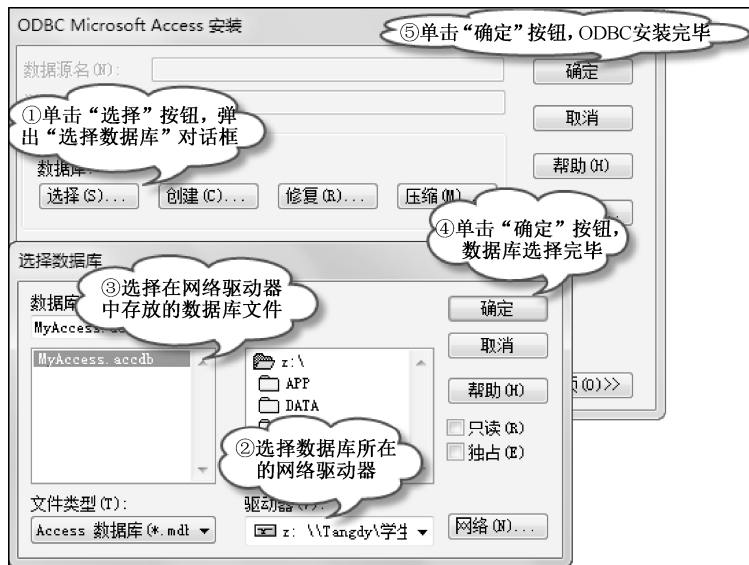 ODBC Microsoft Access 安装
⑤单击“确定”按钮,ODBC安装完毕
数据源名(N):
确定
①单击“选择”按钮,弹
出“选择数据库”对话框
取消
数据库:
帮助(H)
选择(S)...
创建(C)...
修复(R)...
压缩(M)...
④单击“确定”按钮,
数据库选择完毕
选择数据库
③选择在网络驱动器
中存放的数据库文件
数据库
确定
MyAccess.ac
取消
MyAccess.accdb
z:\
APP
帮助(H)
(O)>>
DATA
只读(R)
②选择数据库所在
的网络驱动器
独占(E)
文件类型(T):
驱动器(V):
Access 数据库(*.mdb
z: \\Tangdy\学生
网络(N)...